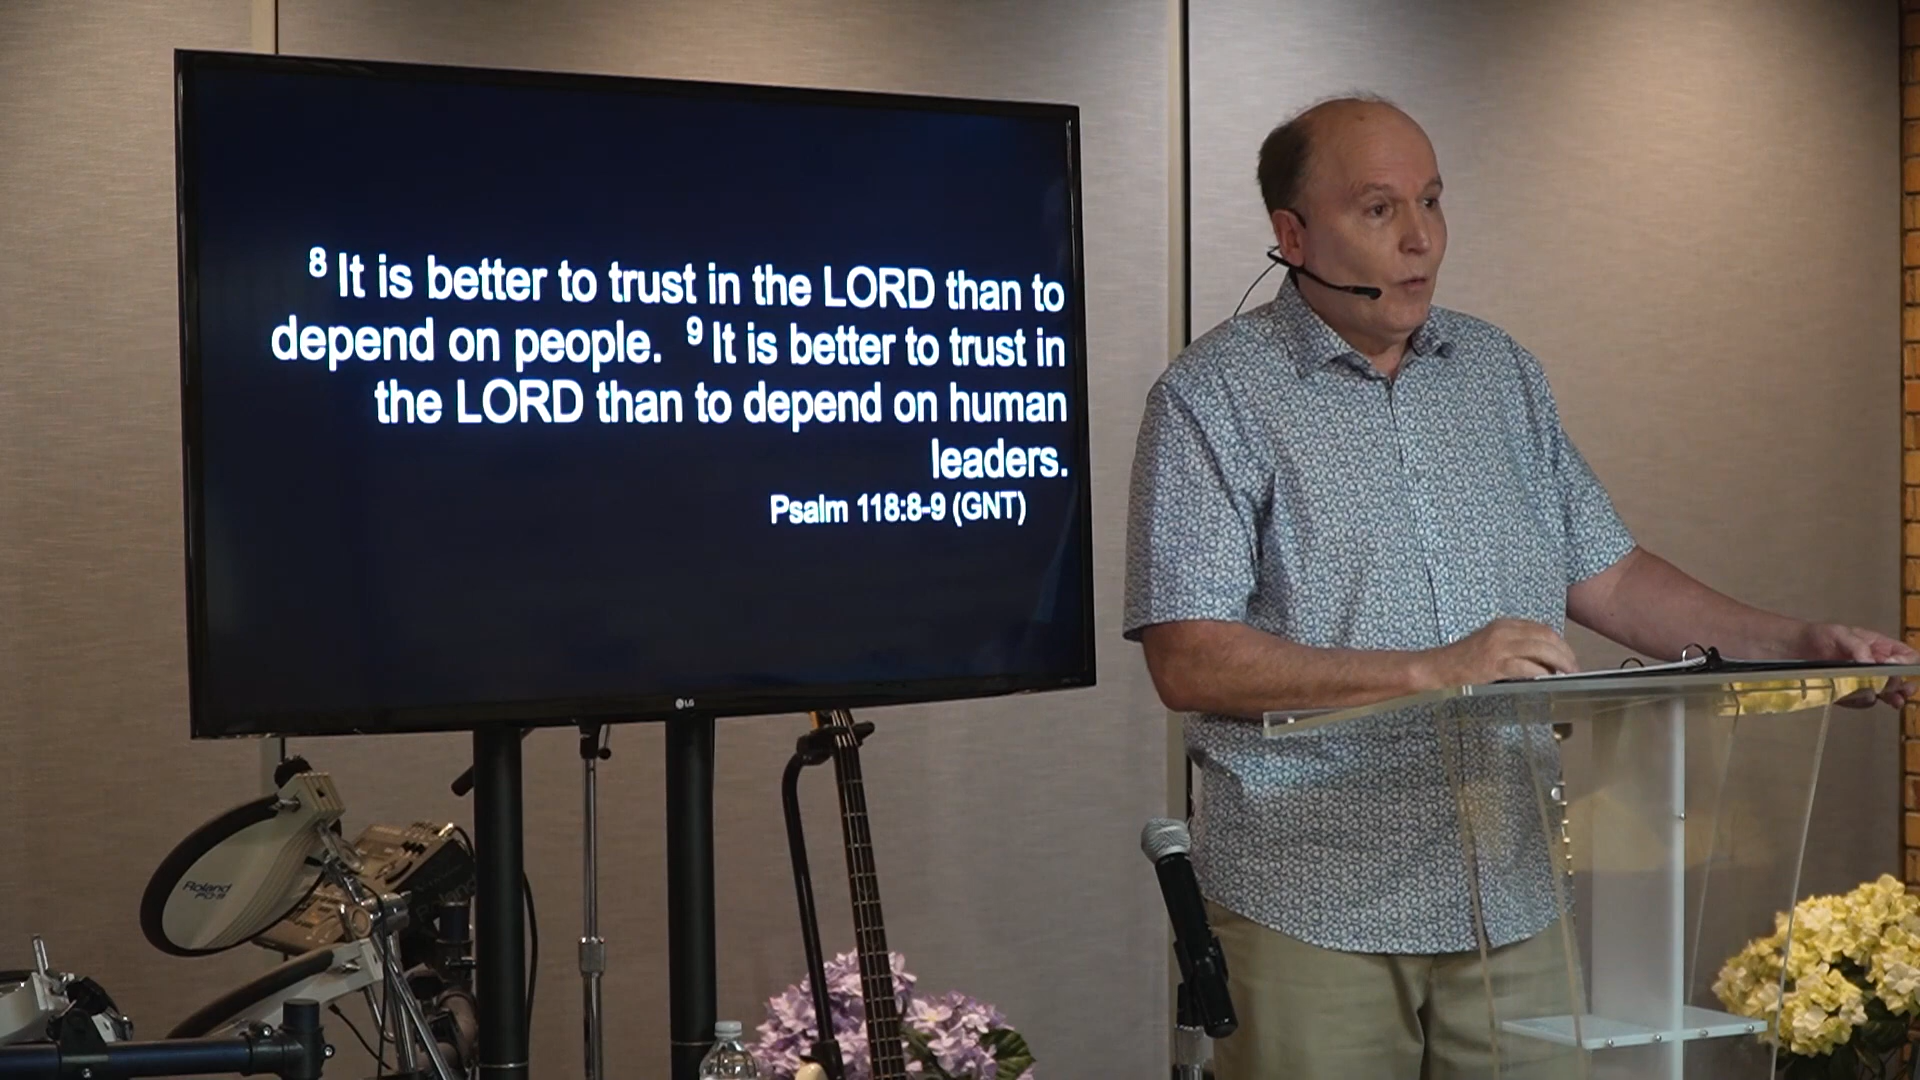 8 It is better to trust in the LORD than to
depend on people. 9 It is better to trust in
the LORD than to depend on human
leaders.
Psalm 118:8-9 (GNT)
LG
Roland